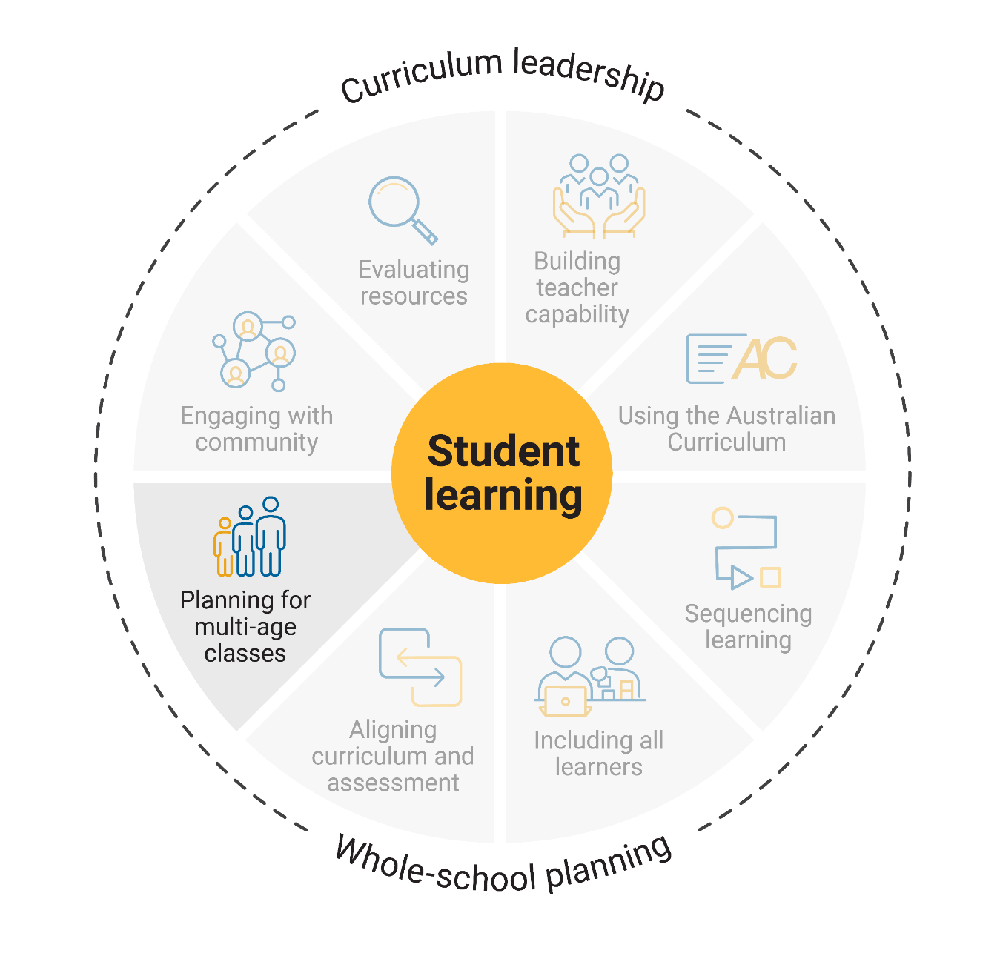 Curriculum leadership
Building
teacher
capability
AC
Using the Australian
Curriculum
Sequencing
learning
Including all
learners
Aligning
curriculum and
assessment
Planning for
multi-age
classes
Engaging with
community
Evaluating
resources
Student
learning
Whole-school planning